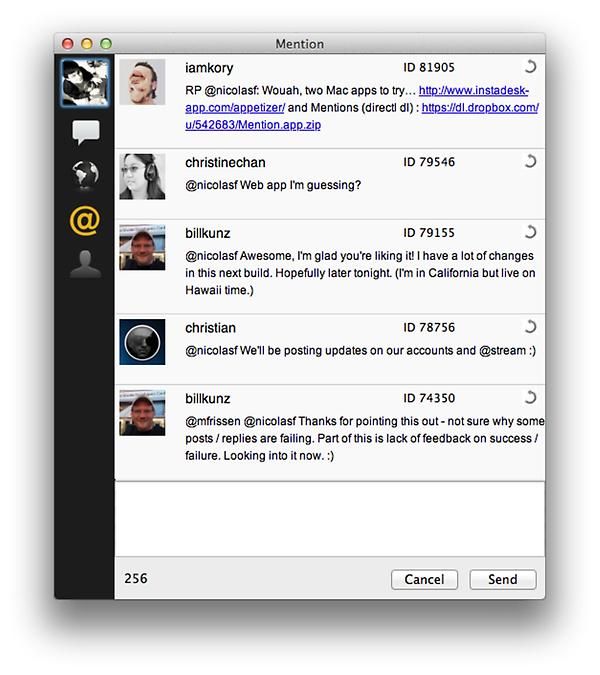 Mention
iamkory ID 81905
RP @nicolasf: Wouah, two Mac apps to try… http://www.instadesk-
app.com/appetizer/ and Mentions (directl dl) : https://dl.dropbox.com/
u/542683/Mention.app.zip
christinechan ID 79546
@nicolasf Web app I'm guessing?
billkunz ID 79155
@nicolasf Awesome, I'm glad you're liking it! I have a lot of changes
in this next build. Hopefully later tonight. (I'm in California but live on
Hawaii time.)
christian ID 78756
@nicolasf We'll be posting updates on our accounts and @stream :)
billkunz ID 74350
@mfrissen @nicolasf Thanks for pointing this out - not sure why some
posts / replies are failing. Part of this is lack of feedback on success /
failure. Looking into it now. :)
@
256 Cancel Send